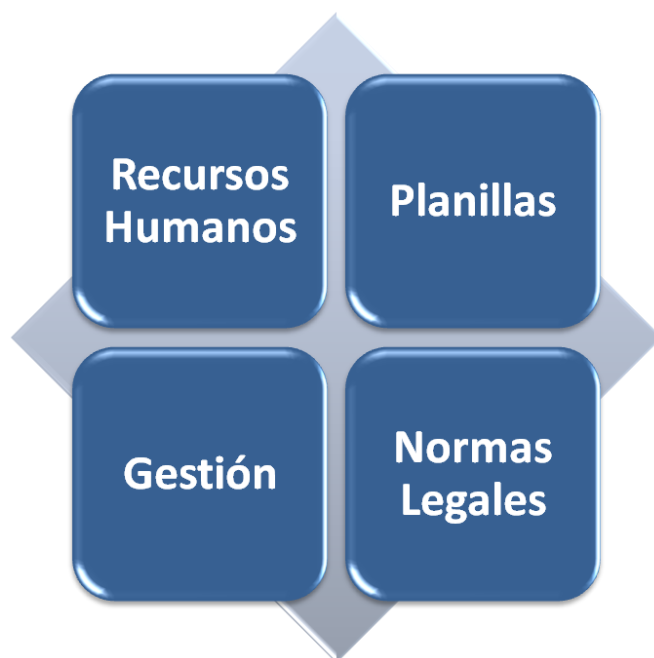 Recursos
Humanos
Planillas
Gestión
Normas
Legales